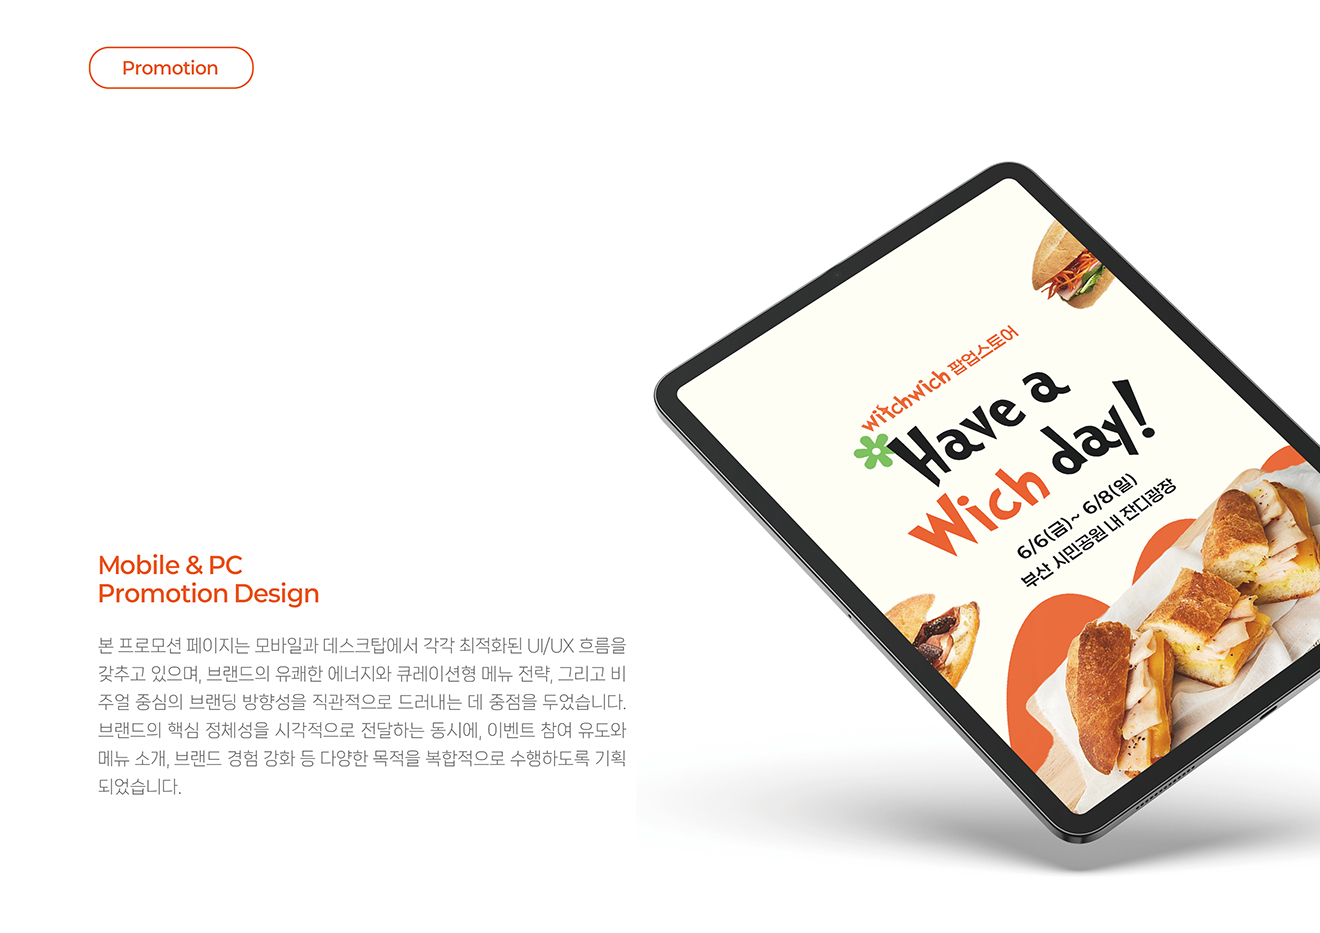 Promotion
witchwich 팝업스토어
Have a
Wich day!
6/6(금)~ 6/8(일)
부산 시민공원 내 잔디광장
Mobile & PC
Promotion Design
본 프로모션 페이지는 모바일과 데스크탑에서 각각 최적화된 UI/UX 흐름을
갖추고 있으며, 브랜드의 유쾌한 에너지와 큐레이션형 메뉴 전략, 그리고 비
주얼 중심의 브랜딩 방향성을 직관적으로 드러내는 데 중점을 두었습니다.
브랜드의 핵심 정체성을 시각적으로 전달하는 동시에, 이벤트 참여 유도와
메뉴 소개, 브랜드 경험 강화 등 다양한 목적을 복합적으로 수행하도록 기획
되었습니다.